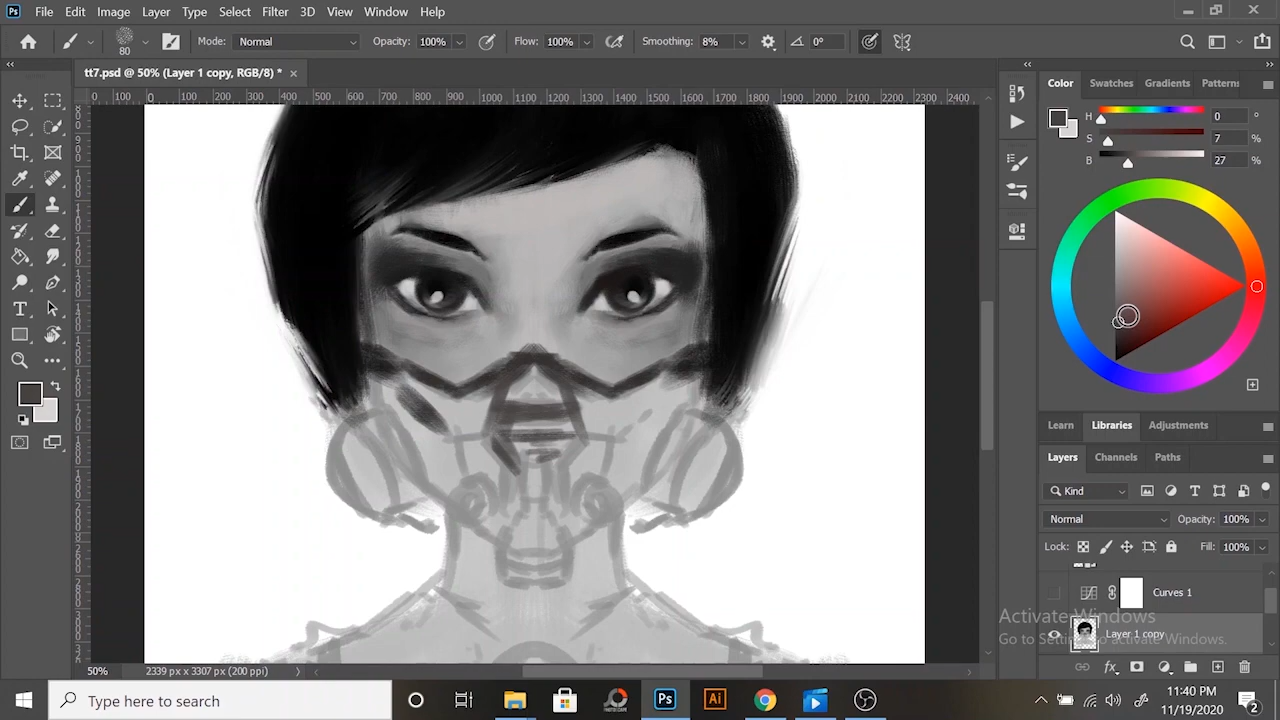 Ps File Edit Image Layer Type Select Filter 3D View Window Help
80 Mode: Normal Opacity: 100% Flow: 100% Smoothing: 8% 0°
tt7.psd @ 50% (Layer 1 copy, RGB/8) * ×
Color Swatches Gradients Patterns
0 100 0 100 200 300 400 500 600 700 800 900 1000 1100 1200 1300 1400 1500 1600 1700 1800 1900 2000 2100 2200 2300 2400
H 0 °
S 7 %
B 27 %
Learn Libraries Adjustments
Layers Channels Paths
Kind
Normal Opacity: 100%
Lock: Fill: 100%
Curves 1
Activate Windows
Layer 1 copy
Go to Settings to activate Windows.
50% 2339 px x 3307 px (200 ppi)
Type here to search
Ps Ai
11:40 PM
11/19/2020
2